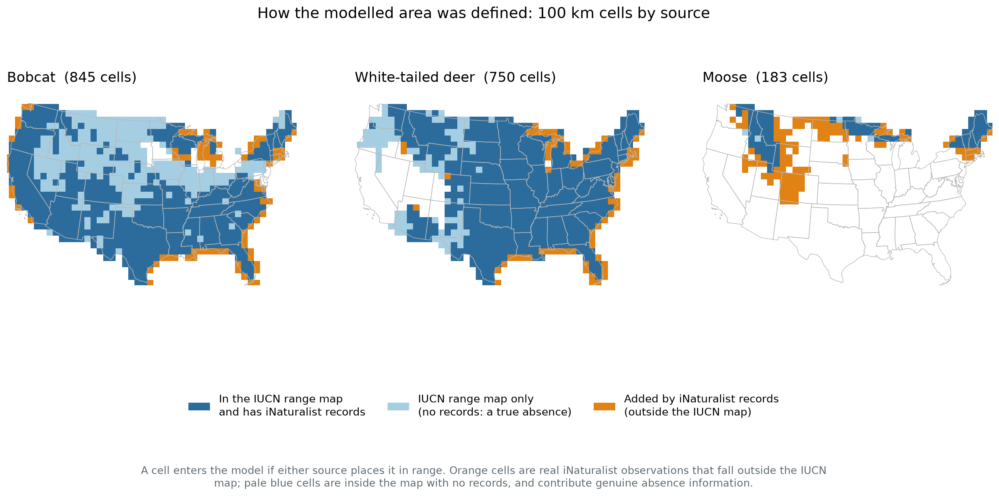 How the modelled area was defined: 100 km cells by source
Bobcat  (845 cells)
White-tailed deer  (750 cells)
Moose  (183 cells)
In the IUCN range map
and has iNaturalist records
IUCN range map only
(no records: a true absence)
Added by iNaturalist records
(outside the IUCN map)
A cell enters the model if either source places it in range. Orange cells are real iNaturalist observations that fall outside the IUCN
map; pale blue cells are inside the map with no records, and contribute genuine absence information.